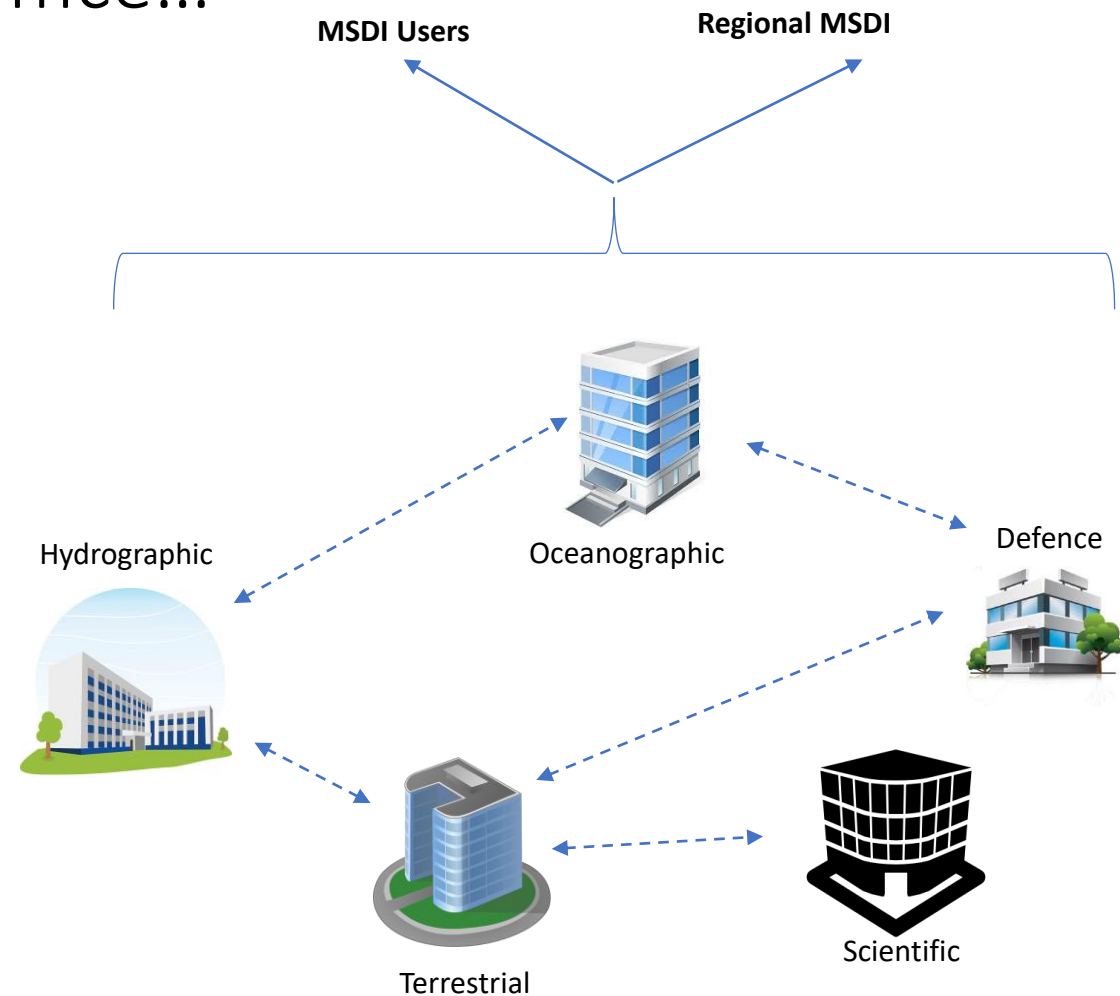 MSDI Users
Regional MSDI
Oceanographic
Defence
Hydrographic
Scientific
Terrestrial